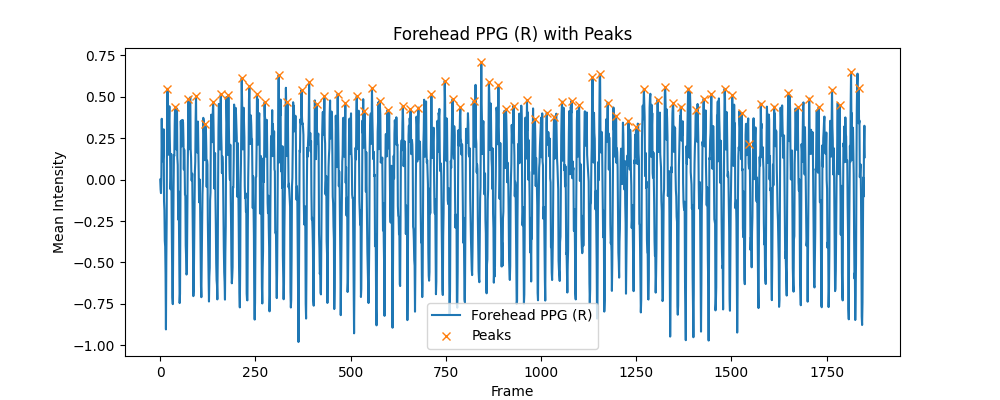 Forehead PPG (R) with Peaks
Mean Intensity
0.75
0.50
0.25
0.00
−0.25
−0.50
−0.75
−1.00
Forehead PPG (R)
Peaks
0 250 500 750 1000 1250 1500 1750
Frame